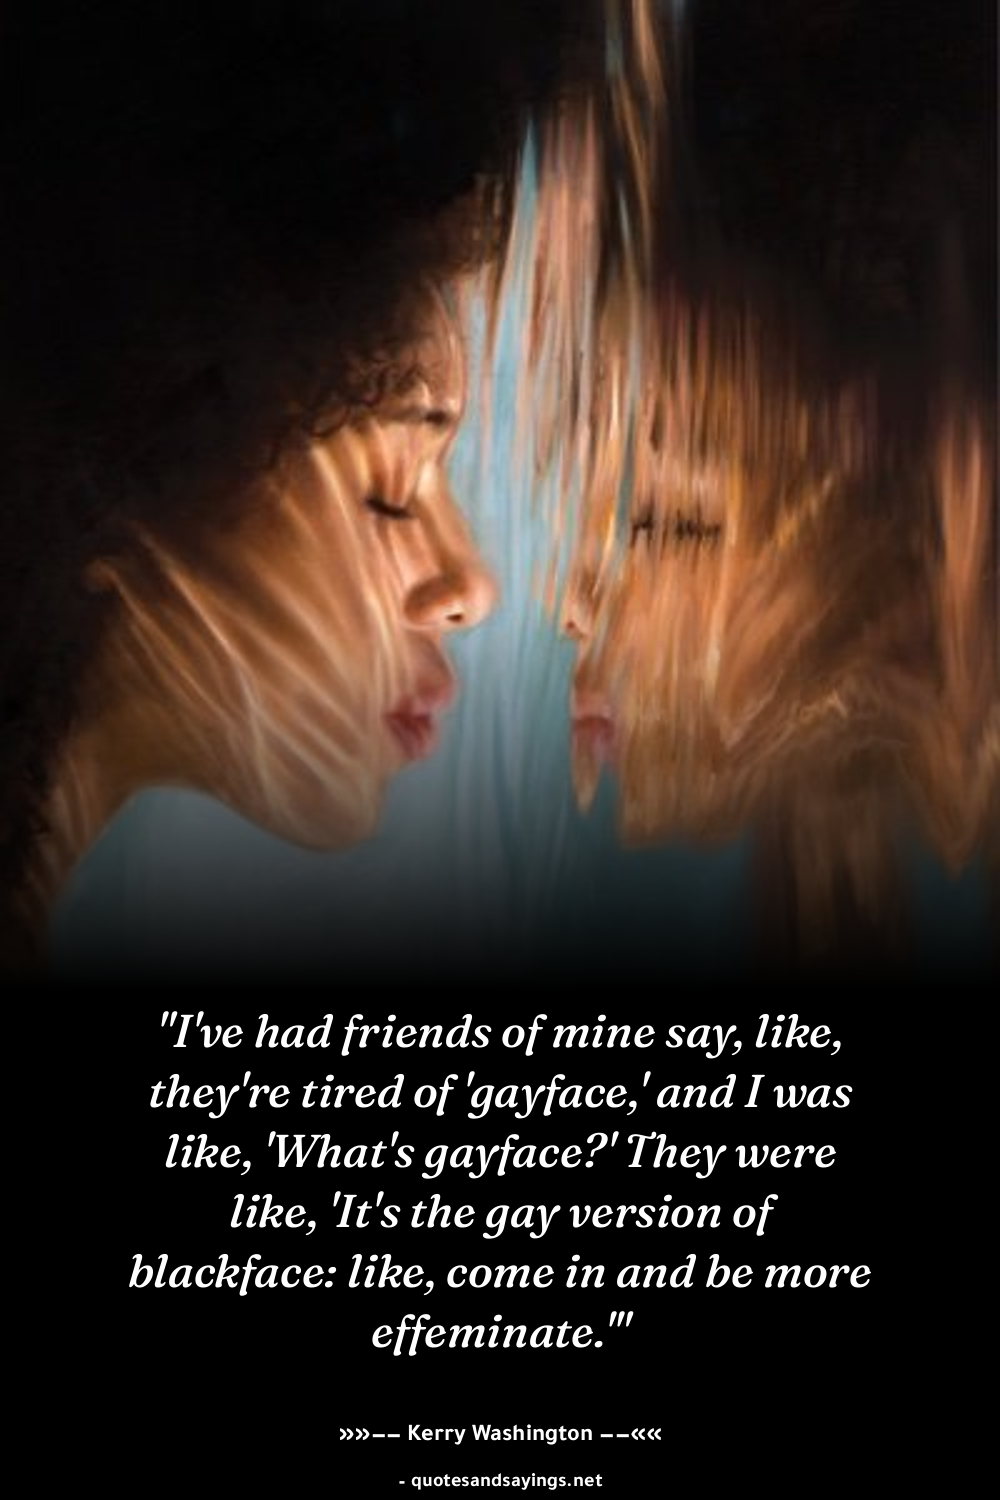 "I've had friends of mine say, like,
they're tired of 'gayface,' and I was
like, 'What's gayface?' They were
like, 'It's the gay version of
blackface: like, come in and be more
effeminate.'"
»»−− Kerry Washington −−««
- quotesandsayings.net